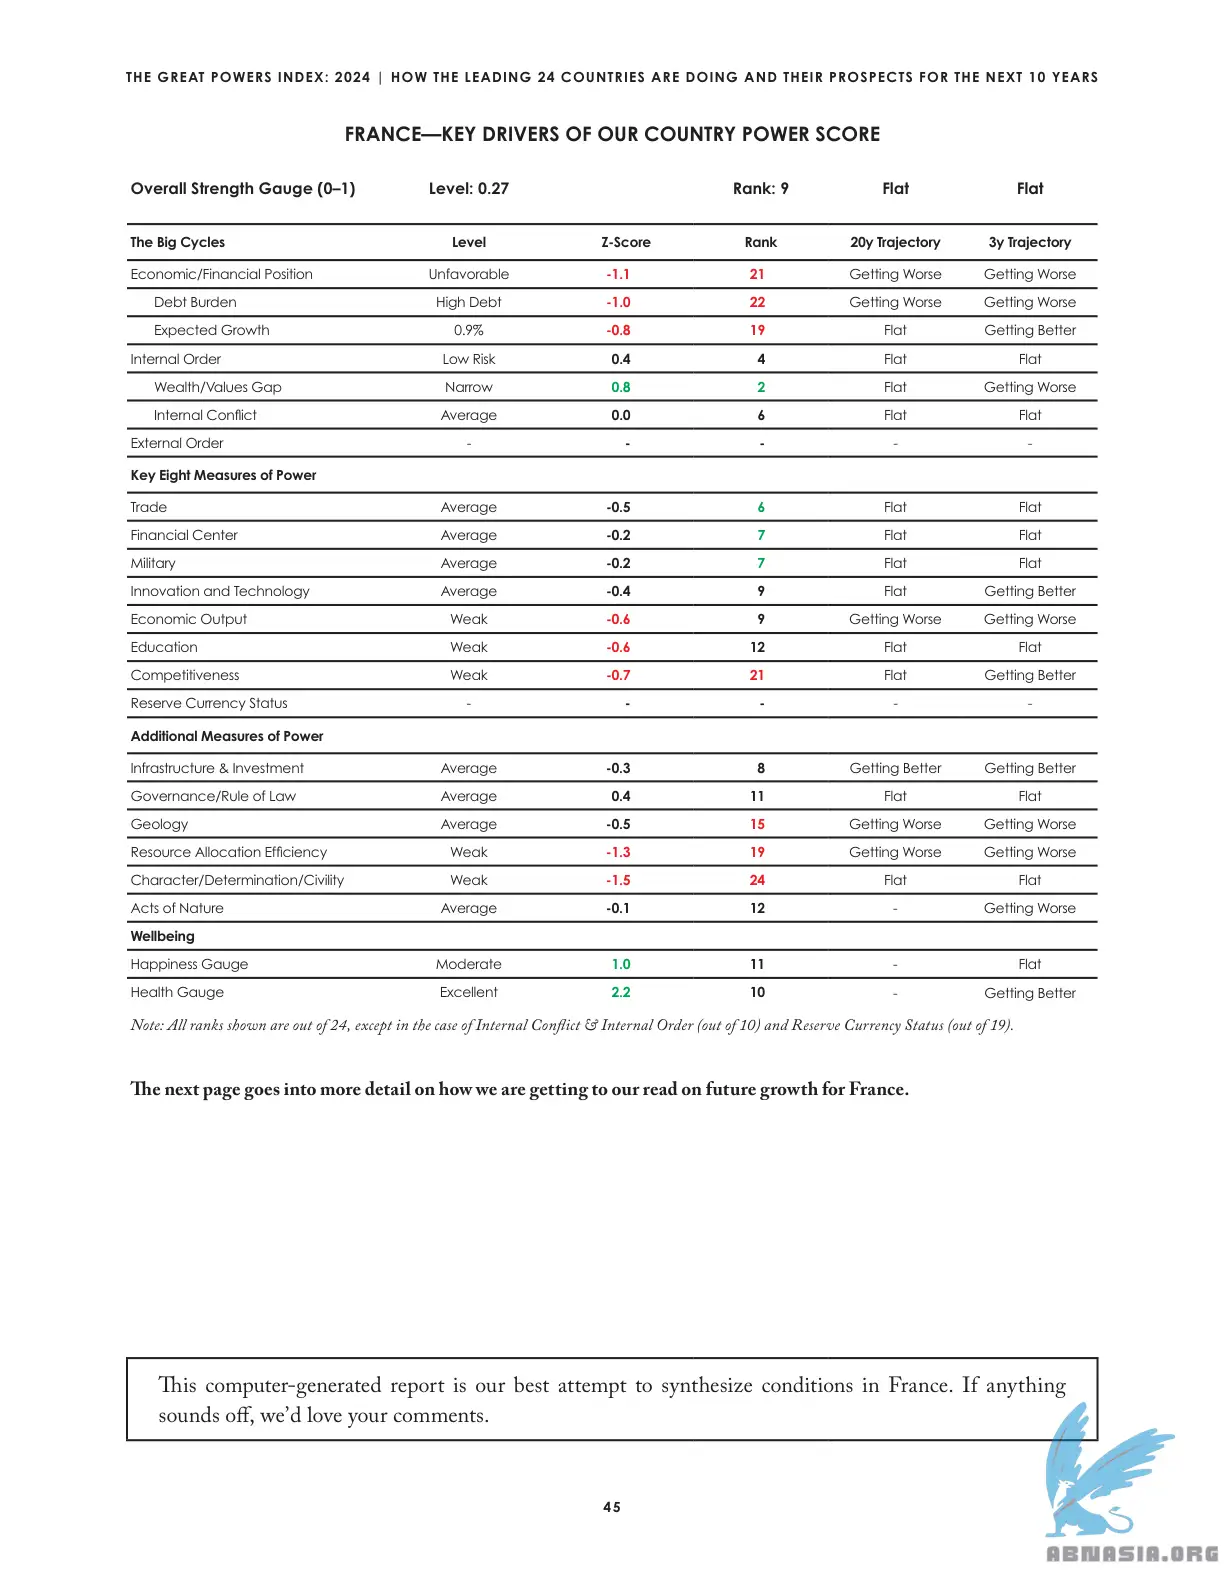 THE GREAT POWERS INDEX: 2024 | HOW THE LEADING 24 COUNTRIES ARE DOING AND THEIR PROSPECTS FOR THE NEXT 10 YEARS
FRANCE—KEY DRIVERS OF OUR COUNTRY POWER SCORE
Overall Strength Gauge (0–1) Level: 0.27 Rank: 9 Flat Flat
The Big Cycles Level Z-Score Rank 20y Trajectory 3y Trajectory
Economic/Financial Position Unfavorable -1.1 21 Getting Worse Getting Worse
Debt Burden High Debt -1.0 22 Getting Worse Getting Worse
Expected Growth 0.9% -0.8 19 Flat Getting Better
Internal Order Low Risk 0.4 4 Flat Flat
Wealth/Values Gap Narrow 0.8 2 Flat Getting Worse
Internal Conflict Average 0.0 6 Flat Flat
External Order - - - - -
Key Eight Measures of Power
Trade Average -0.5 6 Flat Flat
Financial Center Average -0.2 7 Flat Flat
Military Average -0.2 7 Flat Flat
Innovation and Technology Average -0.4 9 Flat Getting Better
Economic Output Weak -0.6 9 Getting Worse Getting Worse
Education Weak -0.6 12 Flat Flat
Competitiveness Weak -0.7 21 Flat Getting Better
Reserve Currency Status - - - - -
Additional Measures of Power
Infrastructure & Investment Average -0.3 8 Getting Better Getting Better
Governance/Rule of Law Average 0.4 11 Flat Flat
Geology Average -0.5 15 Getting Worse Getting Worse
Resource Allocation Efficiency Weak -1.3 19 Getting Worse Getting Worse
Character/Determination/Civility Weak -1.5 24 Flat Flat
Acts of Nature Average -0.1 12 - Getting Worse
Wellbeing
Happiness Gauge Moderate 1.0 11 - Flat
Health Gauge Excellent 2.2 10 - Getting Better
Note: All ranks shown are out of 24, except in the case of Internal Conflict & Internal Order (out of 10) and Reserve Currency Status (out of 19).
The next page goes into more detail on how we are getting to our read on future growth for France.
This computer-generated report is our best attempt to synthesize conditions in France. If anything
sounds off, we'd love your comments.
45
ABNASIA.ORG